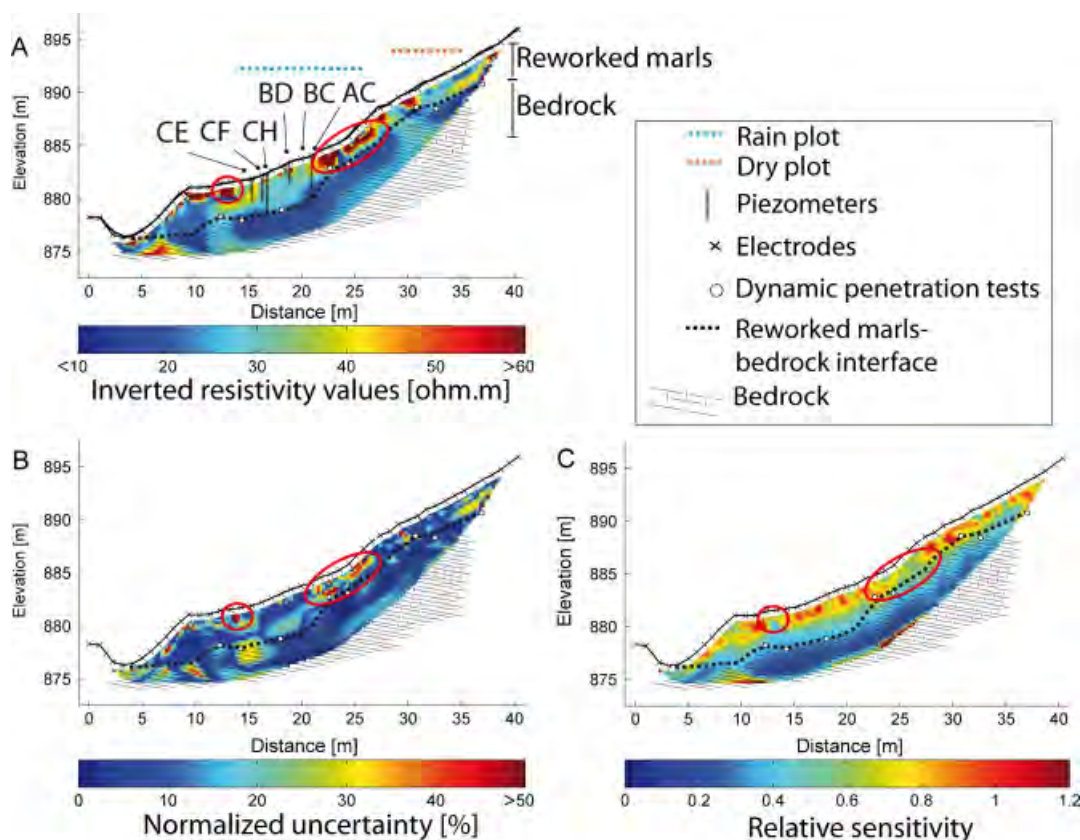 A
895
890
885
880
875
Elevation [m]
BD BC AC
CE CF CH
Reworked marls
Bedrock
0 5 10 15 20 25 30 35 40
Distance [m]
<10 20 30 40 50 >60
Inverted resistivity values [ohm.m]
Rain plot
Dry plot
Piezometers
Electrodes
Dynamic penetration tests
Reworked marls-
bedrock interface
Bedrock
B
895
890
885
880
875
Elevation [m]
0 5 10 15 20 25 30 35 40
Distance [m]
0 10 20 30 40 >50
Normalized uncertainty [%]
C
895
890
885
880
875
Elevation [m]
0 5 10 15 20 25 30 35 40
Distance [m]
0 0.2 0.4 0.6 0.8 1 1.2
Relative sensitivity